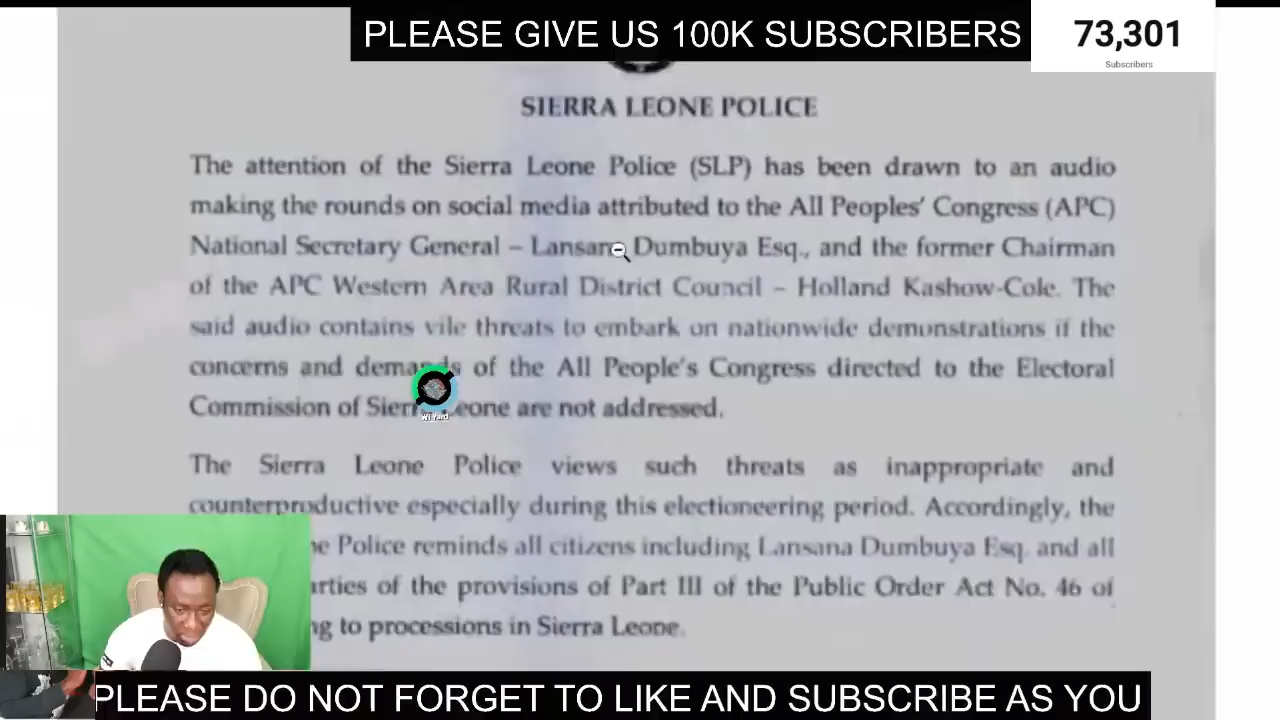 PLEASE GIVE US 100K SUBSCRIBERS
73,301
Subscribers
SIERRA LEONE POLICE
The attention of the Sierra Leone Police (SLP) has been drawn to an audio
making the rounds on social media attributed to the All Peoples' Congress (APC)
National Secretary General – Lansana Dumbuya Esq., and the former Chairman
of the APC Western Area Rural District Council – Holland Kashow-Cole. The
said audio contains vile threats to embark on nationwide demonstrations if the
concerns and demands of the All People's Congress directed to the Electoral
Commission of Sierra Leone are not addressed.
The Sierra Leone Police views such threats as inappropriate and
counterproductive especially during this electioneering period. Accordingly, the
Police reminds all citizens including Lansana Dumbuya Esq. and all
of the provisions of Part III of the Public Order Act No. 46 of
to processions in Sierra Leone.
Wi Yard
PLEASE DO NOT FORGET TO LIKE AND SUBSCRIBE AS YOU